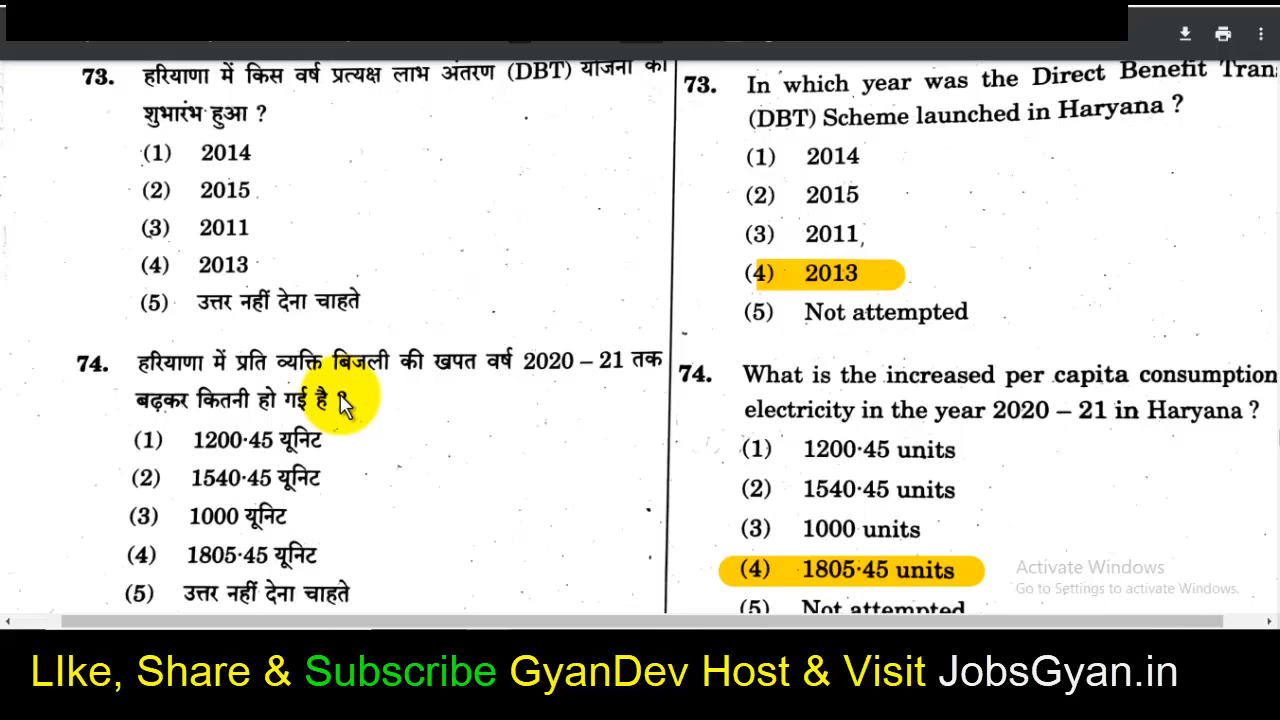 73. हरियाणा में किस वर्ष प्रत्यक्ष लाभ अंतरण (DBT) योजना का
शुभारंभ हुआ ?
(1) 2014
(2) 2015
(3) 2011
(4) 2013
(5) उत्तर नहीं देना चाहते
74. हरियाणा में प्रति व्यक्ति बिजली की खपत वर्ष 2020 – 21 तक
बढ़कर कितनी हो गई है ?
(1) 1200·45 यूनिट
(2) 1540·45 यूनिट
(3) 1000 यूनिट
(4) 1805·45 यूनिट
(5) उत्तर नहीं देना चाहते
73. In which year was the Direct Benefit Tran
(DBT) Scheme launched in Haryana ?
(1) 2014
(2) 2015
(3) 2011
(4) 2013
(5) Not attempted
74. What is the increased per capita consumption
electricity in the year 2020 – 21 in Haryana ?
(1) 1200·45 units
(2) 1540·45 units
(3) 1000 units
(4) 1805·45 units
(5) Not attempted
Activate Windows
Go to Settings to activate Windows.
LIke, Share & Subscribe GyanDev Host & Visit JobsGyan.in